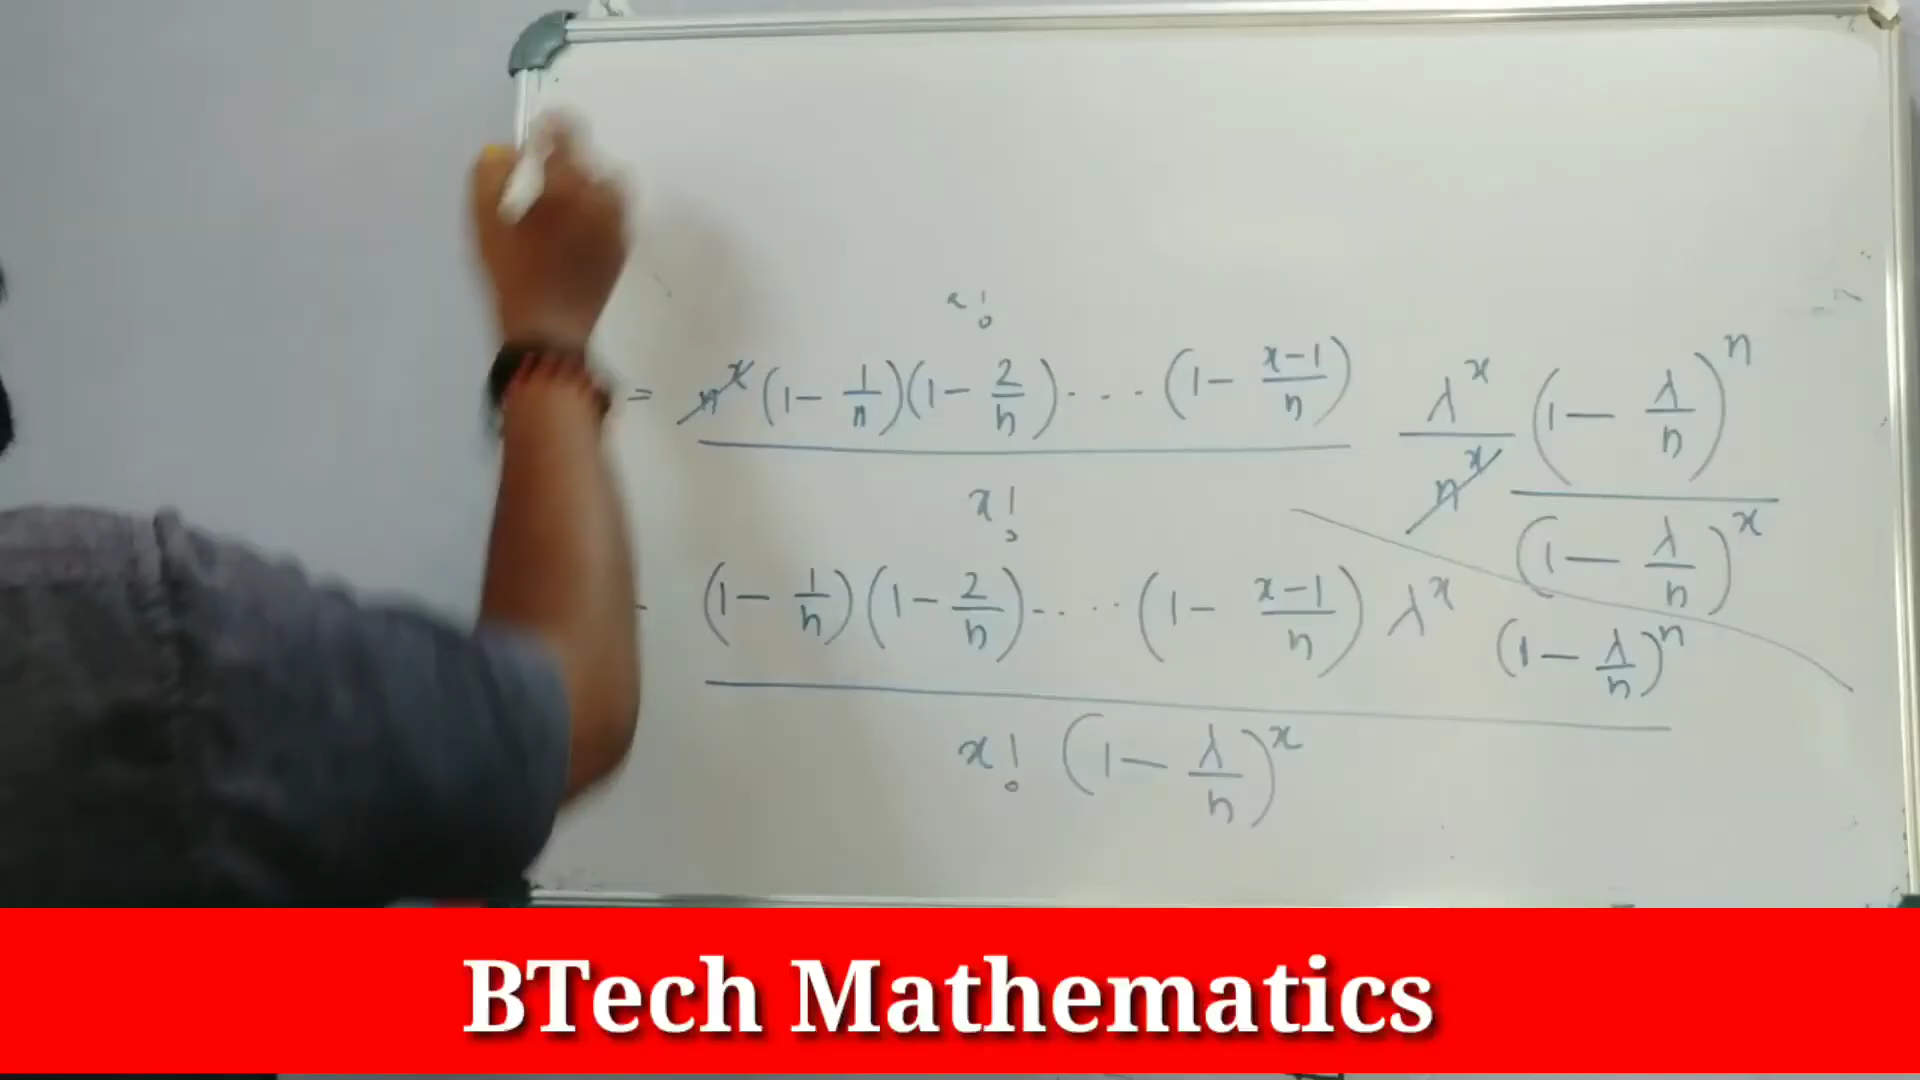 x!
= n^x (1 - 1/n)(1 - 2/n) .... (1 - (x-1)/n) / x! λ^x / n^x (1 - λ/n)^n / (1 - λ/n)^x
(1 - 1/n)(1 - 2/n) ..... (1 - (x-1)/n) λ^x (1 - λ/n)^n / x! (1 - λ/n)^x
BTech Mathematics